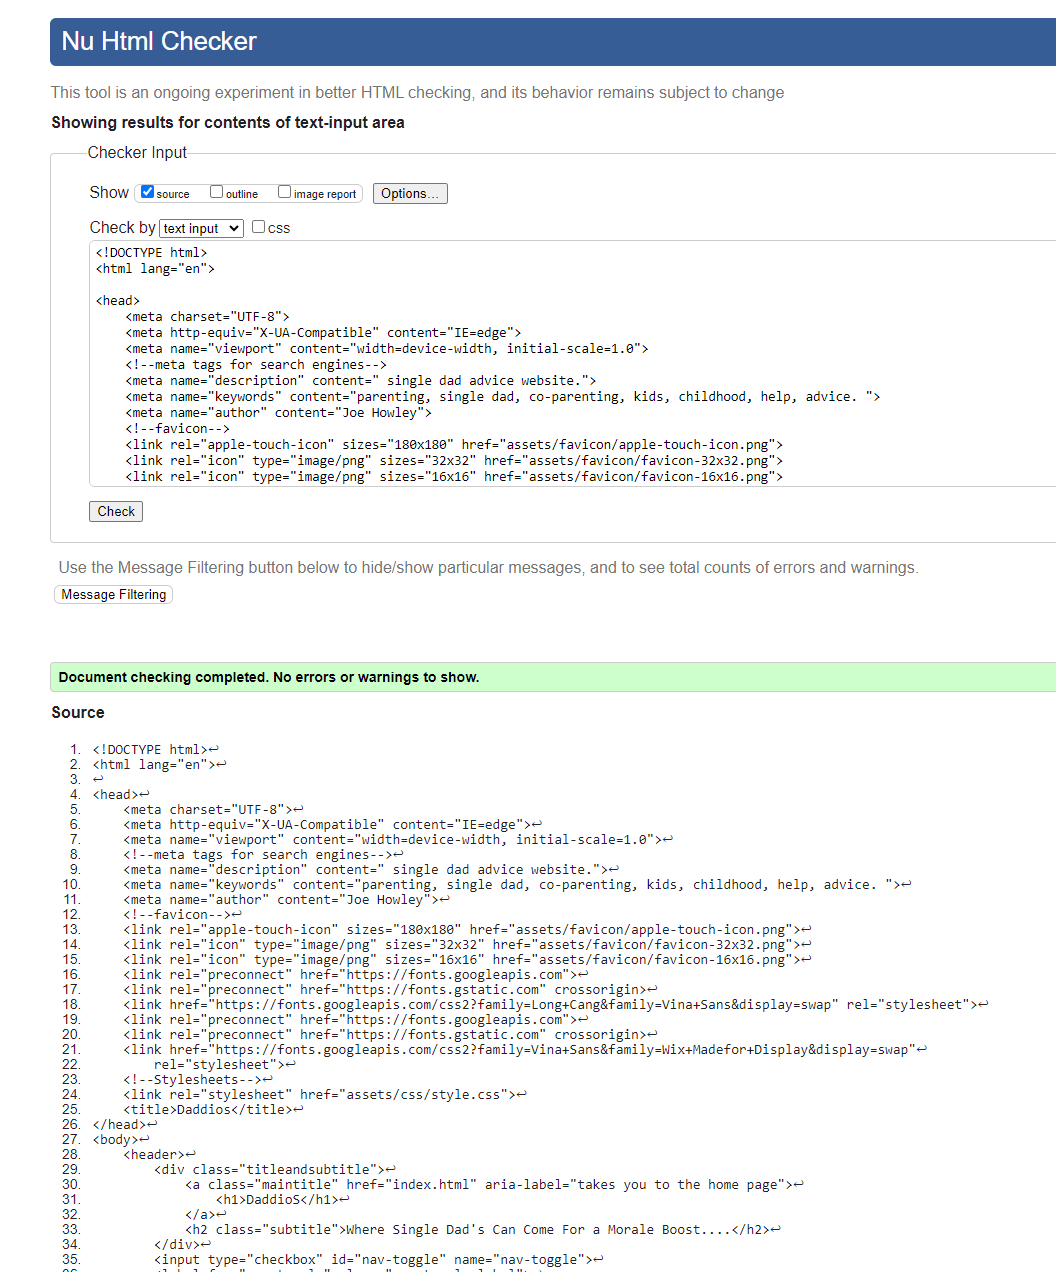 Nu Html Checker
This tool is an ongoing experiment in better HTML checking, and its behavior remains subject to change
Showing results for contents of text-input area
Checker Input
Show source outline image report Options...
Check by text input css
<!DOCTYPE html>
<html lang="en">
<head>
<meta charset="UTF-8">
<meta http-equiv="X-UA-Compatible" content="IE=edge">
<meta name="viewport" content="width=device-width, initial-scale=1.0">
<!--meta tags for search engines-->
<meta name="description" content=" single dad advice website.">
<meta name="keywords" content="parenting, single dad, co-parenting, kids, childhood, help, advice. ">
<meta name="author" content="Joe Howley">
<!--favicon-->
<link rel="apple-touch-icon" sizes="180x180" href="assets/favicon/apple-touch-icon.png">
<link rel="icon" type="image/png" sizes="32x32" href="assets/favicon/favicon-32x32.png">
<link rel="icon" type="image/png" sizes="16x16" href="assets/favicon/favicon-16x16.png">
Check
Use the Message Filtering button below to hide/show particular messages, and to see total counts of errors and warnings.
Message Filtering
Document checking completed. No errors or warnings to show.
Source
1. <!DOCTYPE html>↩
2. <html lang="en">↩
3. ↩
4. <head>↩
5. <meta charset="UTF-8">↩
6. <meta http-equiv="X-UA-Compatible" content="IE=edge">↩
7. <meta name="viewport" content="width=device-width, initial-scale=1.0">↩
8. <!--meta tags for search engines-->↩
9. <meta name="description" content=" single dad advice website.">↩
10. <meta name="keywords" content="parenting, single dad, co-parenting, kids, childhood, help, advice. ">↩
11. <meta name="author" content="Joe Howley">↩
12. <!--favicon-->↩
13. <link rel="apple-touch-icon" sizes="180x180" href="assets/favicon/apple-touch-icon.png">↩
14. <link rel="icon" type="image/png" sizes="32x32" href="assets/favicon/favicon-32x32.png">↩
15. <link rel="icon" type="image/png" sizes="16x16" href="assets/favicon/favicon-16x16.png">↩
16. <link rel="preconnect" href="https://fonts.googleapis.com">↩
17. <link rel="preconnect" href="https://fonts.gstatic.com" crossorigin>↩
18. <link href="https://fonts.googleapis.com/css2?family=Long+Cang&family=Vina+Sans&display=swap" rel="stylesheet">↩
19. <link rel="preconnect" href="https://fonts.googleapis.com">↩
20. <link rel="preconnect" href="https://fonts.gstatic.com" crossorigin>↩
21. <link href="https://fonts.googleapis.com/css2?family=Vina+Sans&family=Wix+Madefor+Display&display=swap"↩
22. rel="stylesheet">↩
23. <!--Stylesheets-->↩
24. <link rel="stylesheet" href="assets/css/style.css">↩
25. <title>Daddios</title>↩
26. </head>↩
27. <body>↩
28. <header>↩
29. <div class="titleandsubtitle">↩
30. <a class="maintitle" href="index.html" aria-label="takes you to the home page">↩
31. <h1>DaddioS</h1>↩
32. </a>↩
33. <h2 class="subtitle">Where Single Dad's Can Come For a Morale Boost....</h2>↩
34. </div>↩
35. <input type="checkbox" id="nav-toggle" name="nav-toggle">↩